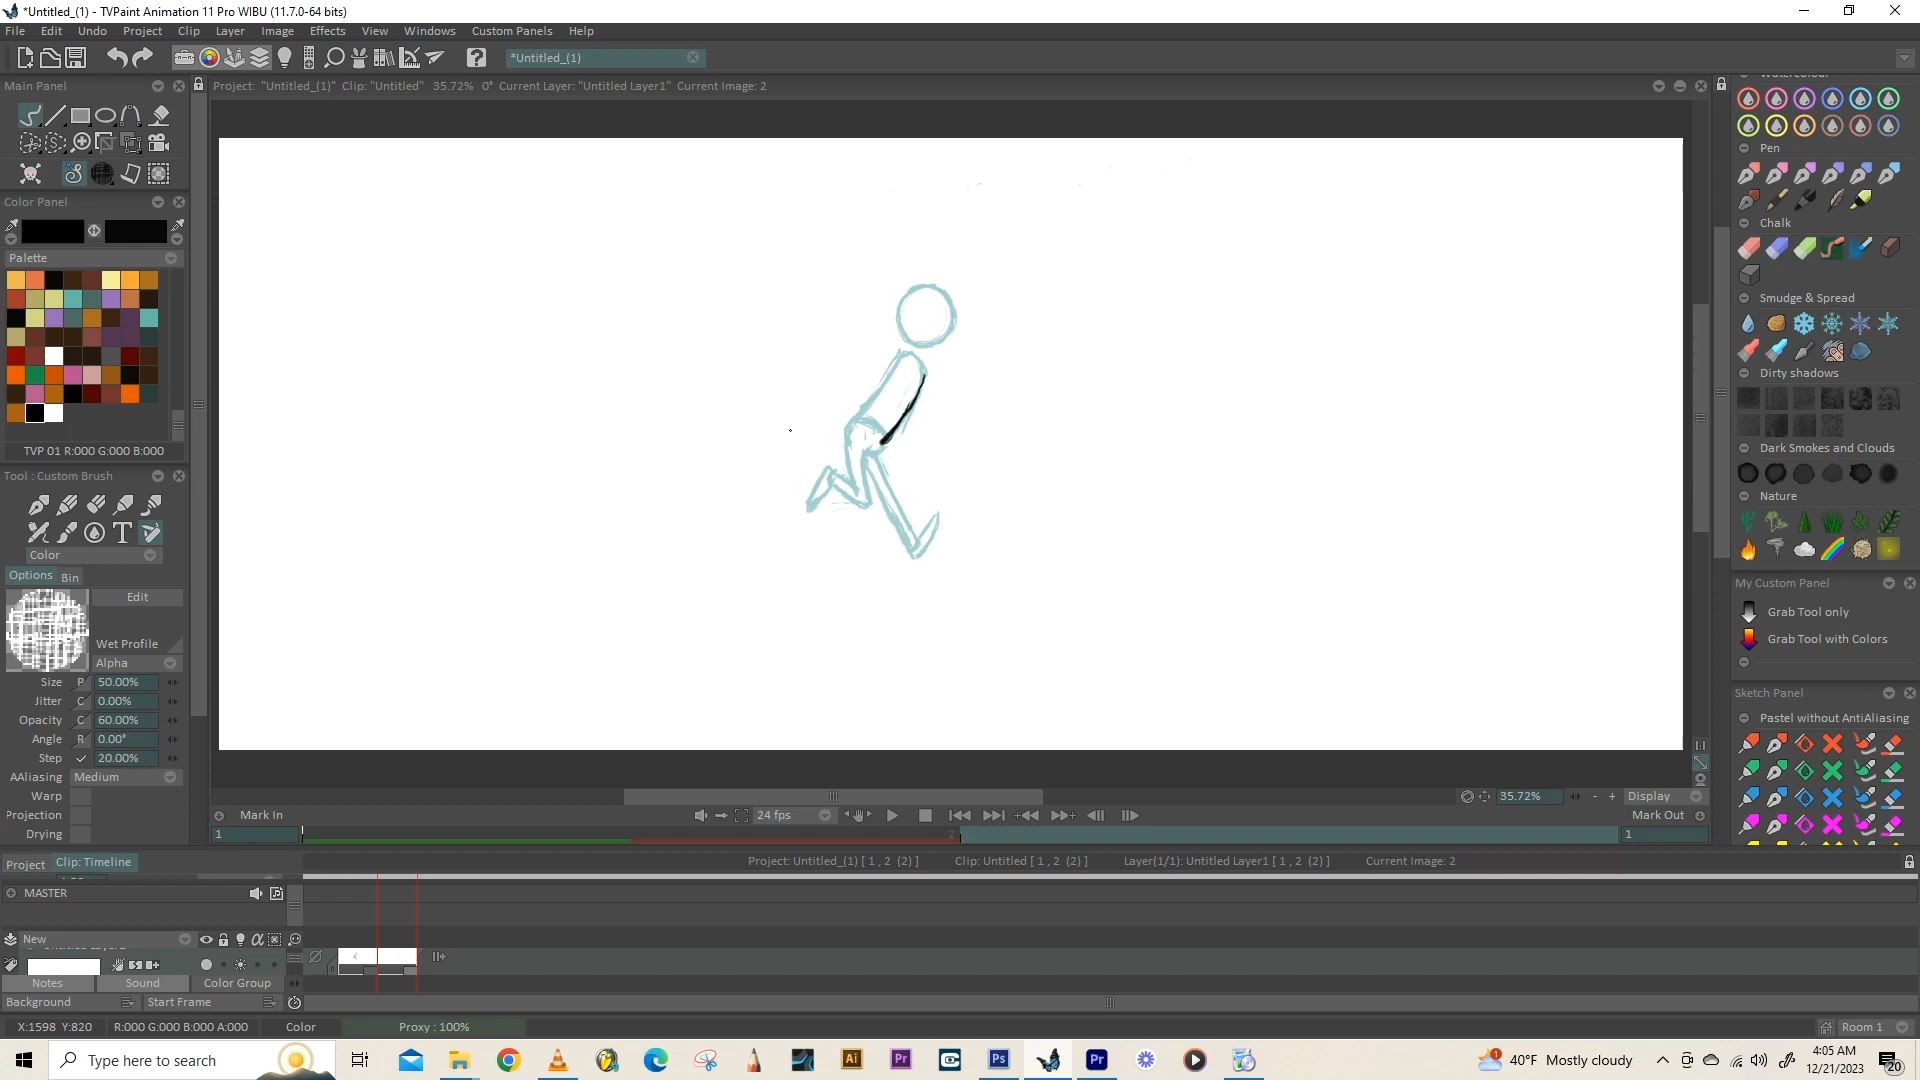 *Untitled_(1) - TVPaint Animation 11 Pro WIBU (11.7.0-64 bits)
File Edit Undo Project Clip Layer Image Effects View Windows Custom Panels Help
*Untitled_(1)
Main Panel
Project: "Untitled_(1)" Clip: "Untitled" 35.72% 0° Current Layer: "Untitled Layer1" Current Image: 2
Color Panel
Palette
TVP 01 R:000 G:000 B:000
Tool : Custom Brush
T
Color
Options Bin
Edit
Wet Profile
Alpha
Size P 50.00%
Jitter C 0.00%
Opacity C 60.00%
Angle R 0.00°
Step 20.00%
AAliasing Medium
Warp
Projection
Drying
Pen
Chalk
Smudge & Spread
Dirty shadows
Dark Smokes and Clouds
Nature
My Custom Panel
Grab Tool only
Grab Tool with Colors
Sketch Panel
Pastel without AntiAliasing
35.72% - + Display
Mark In 24 fps Mark Out
1 2 1
Project Clip: Timeline Project: Untitled_(1) [ 1 , 2 (2) ] Clip: Untitled [ 1 , 2 (2) ] Layer(1/1): Untitled Layer1 [ 1 , 2 (2) ] Current Image: 2
MASTER
New
Notes Sound Color Group
Background Start Frame
X:1598 Y:820 R:000 G:000 B:000 A:000 Color Proxy : 100% Room 1
Type here to search
Ai Pr Ps Pr
1 40°F Mostly cloudy
4:05 AM
12/21/2023
20